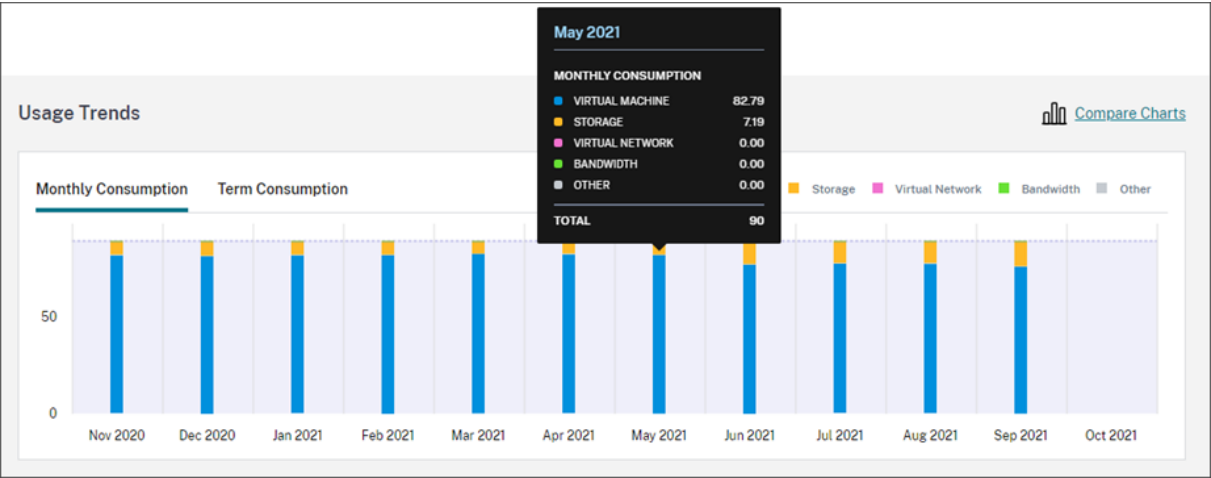 May 2021
MONTHLY CONSUMPTION
VIRTUAL MACHINE 82.79
STORAGE 7.19
VIRTUAL NETWORK 0.00
BANDWIDTH 0.00
OTHER 0.00
TOTAL 90
Usage Trends
Compare Charts
Monthly Consumption Term Consumption
Storage Virtual Network Bandwidth Other
50
0
Nov 2020 Dec 2020 Jan 2021 Feb 2021 Mar 2021 Apr 2021 May 2021 Jun 2021 Jul 2021 Aug 2021 Sep 2021 Oct 2021